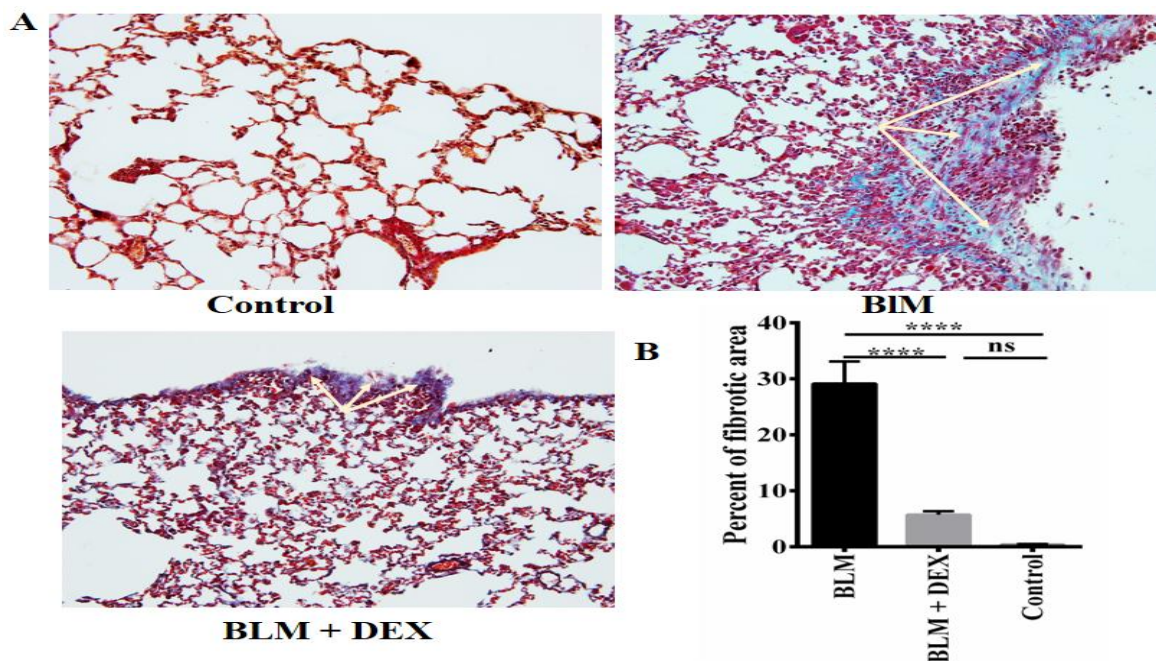 A
Control
BlM
BLM + DEX
B
Percent of fibrotic area
40
30
20
10
0
****
****
ns
BLM
BLM + DEX
Control